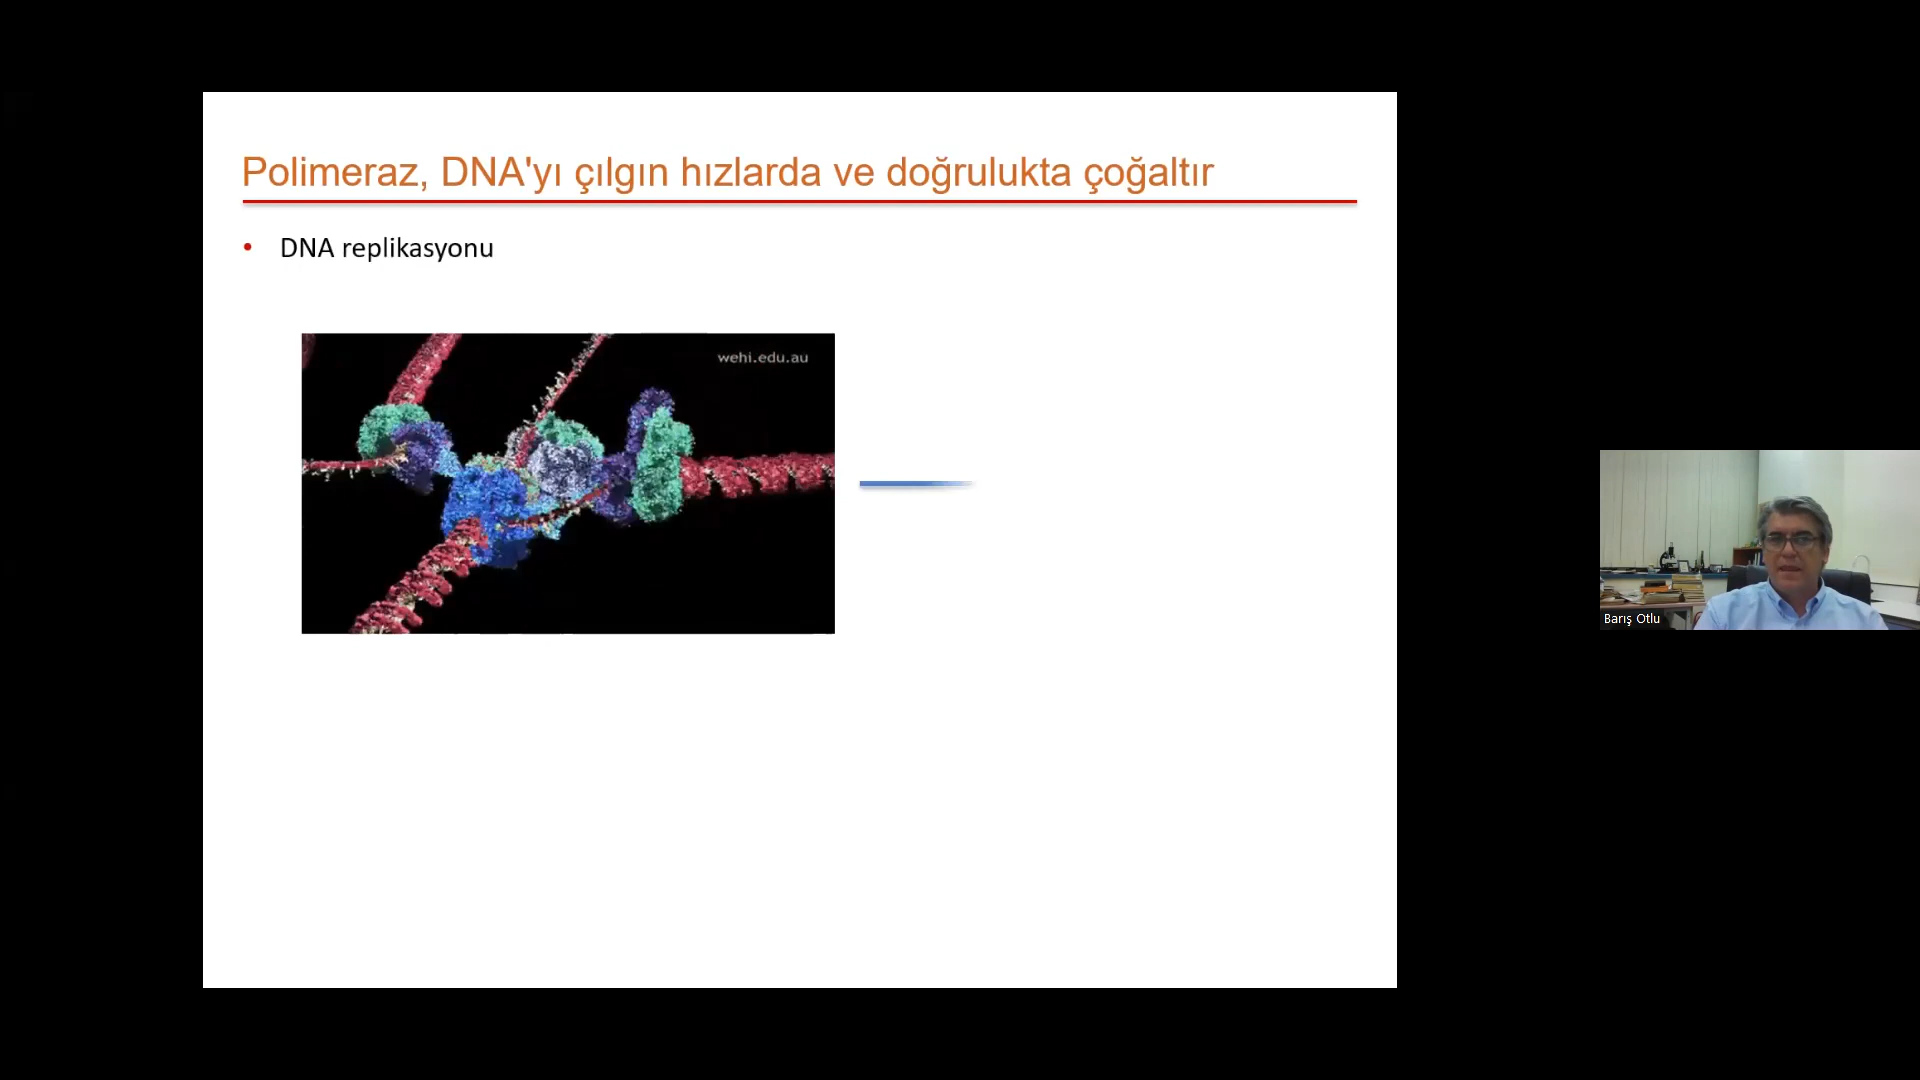 Polimeraz, DNA'yı çılgın hızlarda ve doğrulukta çoğaltır
• DNA replikasyonu
wehi.edu.au
Barış Otlu